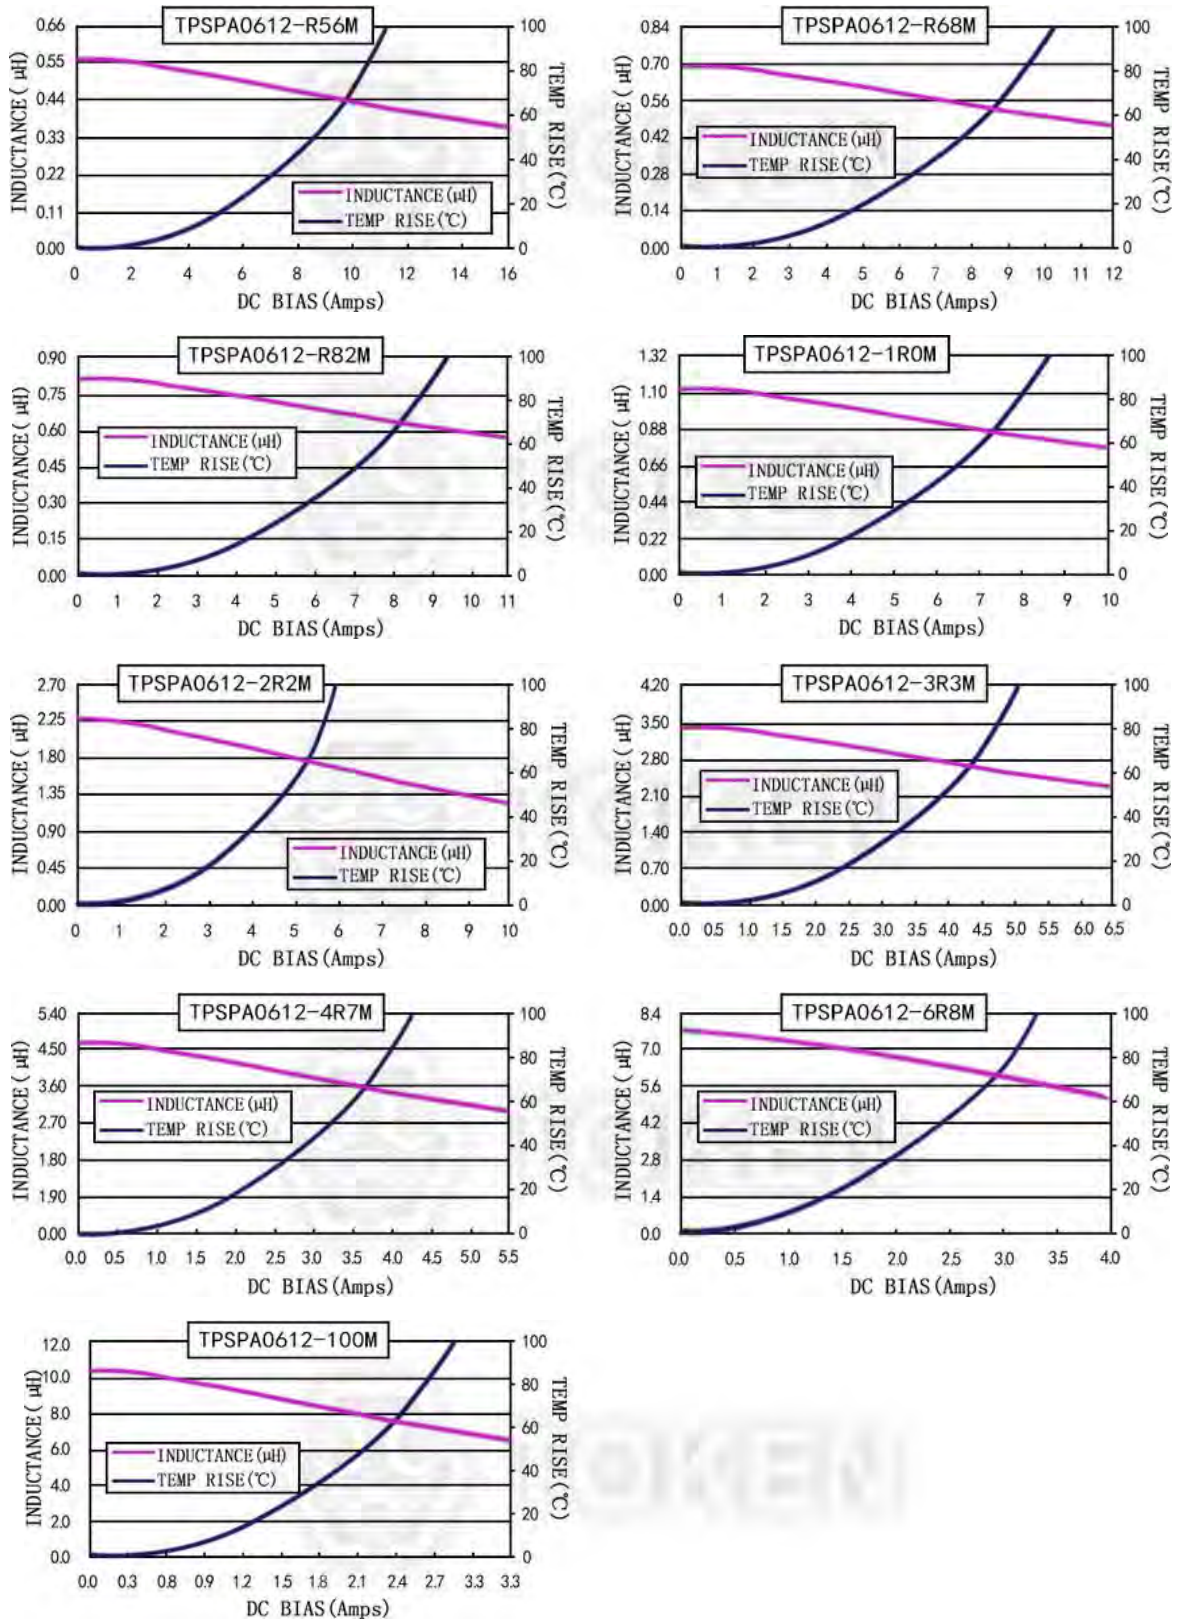 TPSPA0612-R56M
INDUCTANCE( μH)
0.66
0.55
0.44
0.33
0.22
0.11
0.00
100
80
60
40
20
0
TEMP RISE(℃)
INDUCTANCE(μH)
TEMP RISE(℃)
0 2 4 6 8 10 12 14 16
DC BIAS(Amps)
TPSPA0612-R68M
INDUCTANCE( μH)
0.84
0.70
0.56
0.42
0.28
0.14
0.00
100
80
60
40
20
0
TEMP RISE(℃)
INDUCTANCE(μH)
TEMP RISE(℃)
0 1 2 3 4 5 6 7 8 9 10 11 12
DC BIAS(Amps)
TPSPA0612-R82M
INDUCTANCE( μH)
0.90
0.75
0.60
0.45
0.30
0.15
0.00
100
80
60
40
20
0
TEMP RISE(℃)
INDUCTANCE(μH)
TEMP RISE(℃)
0 1 2 3 4 5 6 7 8 9 10 11
DC BIAS(Amps)
TPSPA0612-1R0M
INDUCTANCE( μH)
1.32
1.10
0.88
0.66
0.44
0.22
0.00
100
80
60
40
20
0
TEMP RISE(℃)
INDUCTANCE(μH)
TEMP RISE(℃)
0 1 2 3 4 5 6 7 8 9 10
DC BIAS(Amps)
TPSPA0612-2R2M
INDUCTANCE( μH)
2.70
2.25
1.80
1.35
0.90
0.45
0.00
100
80
60
40
20
0
TEMP RISE(℃)
INDUCTANCE(μH)
TEMP RISE(℃)
0 1 2 3 4 5 6 7 8 9 10
DC BIAS(Amps)
TPSPA0612-3R3M
INDUCTANCE( μH)
4.20
3.50
2.80
2.10
1.40
0.70
0.00
100
80
60
40
20
0
TEMP RISE(℃)
INDUCTANCE(μH)
TEMP RISE(℃)
0.0 0.5 1.0 1.5 2.0 2.5 3.0 3.5 4.0 4.5 5.0 5.5 6.0 6.5
DC BIAS(Amps)
TPSPA0612-4R7M
INDUCTANCE( μH)
5.40
4.50
3.60
2.70
1.80
1.90
0.00
100
80
60
40
20
0
TEMP RISE(℃)
INDUCTANCE(μH)
TEMP RISE(℃)
0.0 0.5 1.0 1.5 2.0 2.5 3.0 3.5 4.0 4.5 5.0 5.5
DC BIAS(Amps)
TPSPA0612-6R8M
INDUCTANCE( μH)
8.4
7.0
5.6
4.2
2.8
1.4
0.0
100
80
60
40
20
0
TEMP RISE(℃)
INDUCTANCE(μH)
TEMP RISE(℃)
0.0 0.5 1.0 1.5 2.0 2.5 3.0 3.5 4.0
DC BIAS(Amps)
TPSPA0612-100M
INDUCTANCE( μH)
12.0
10.0
8.0
6.0
4.0
2.0
0.0
100
80
60
40
20
0
TEMP RISE(℃)
INDUCTANCE(μH)
TEMP RISE(℃)
0.0 0.3 0.8 0.9 1.2 1.5 1.8 2.1 2.4 2.7 3.3 3.3
DC BIAS(Amps)
OKEN